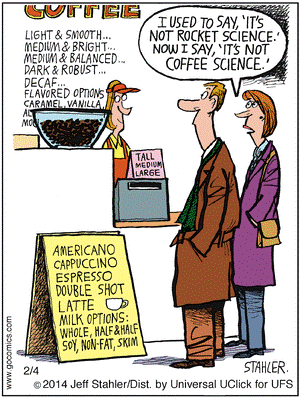 COFFEE
LIGHT & SMOOTH...
MEDIUM & BRIGHT...
MEDIUM & BALANCED...
DARK & ROBUST...
DECAF...
FLAVORED OPTIONS
CARAMEL, VANILLA,
I USED TO SAY, 'IT'S
NOT ROCKET SCIENCE.'
NOW I SAY, 'IT'S NOT
COFFEE SCIENCE.'
TALL
MEDIUM
LARGE
AMERICANO
CAPPUCCINO
ESPRESSO
DOUBLE SHOT
LATTE
MILK OPTIONS:
WHOLE, HALF & HALF
SOY, NON-FAT, SKIM
2/4
STAHLER.
www.gocomics.com
© 2014 Jeff Stahler/Dist. by Universal UClick for UFS